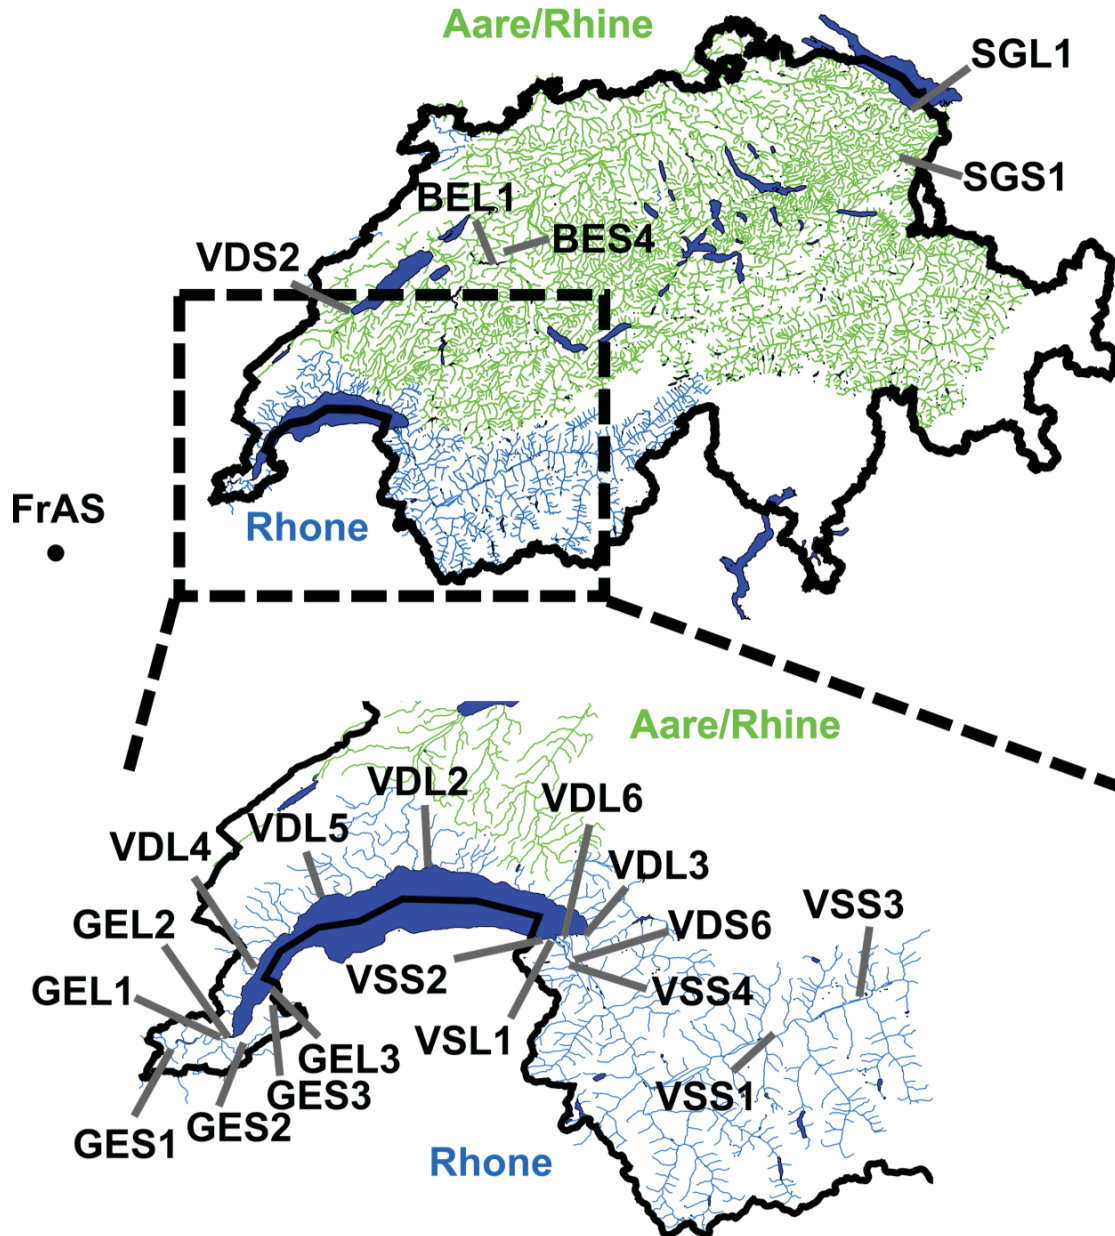 Aare/Rhine
SGL1
SGS1
BEL1
BES4
VDS2
FrAS
Rhone
Aare/Rhine
VDL2
VDL6
VDL5
VDL4
VDL3
VSS3
GEL2
VDS6
VSS2
GEL1
VSS4
VSL1
GEL3
GES3
VSS1
GES2
GES1
Rhone